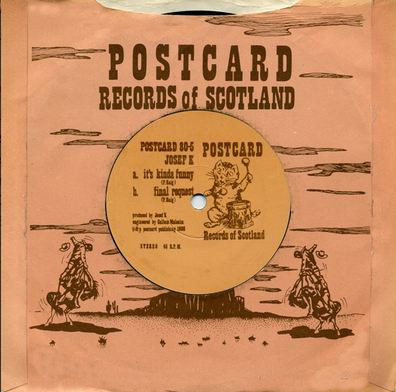 POSTCARD
RECORDS of SCOTLAND
POSTCARD 80-5
JOSEF K
a. it's kinda funny
(P.Haig)
b. final request
(P.Haig)
produced by Josef K
engineered by Callum Malcolm
postcard publishing 1980
STEREO 45 R.P.M.
POSTCARD
Records of Scotland